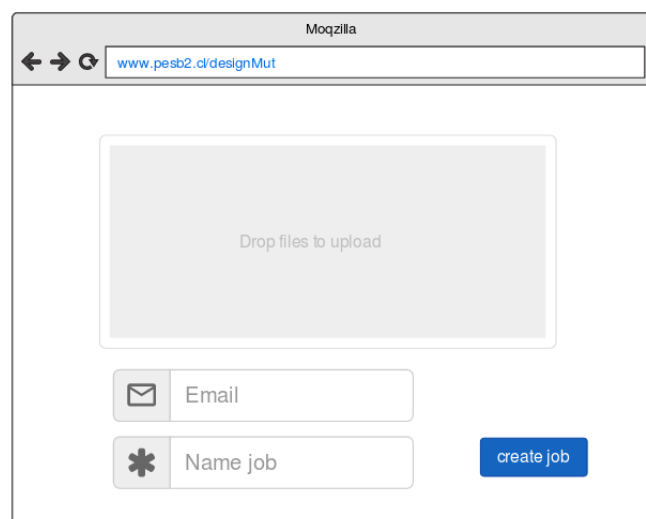 Moqzilla
www.pesb2.cl/designMut
Drop files to upload
Email
Name job
create job